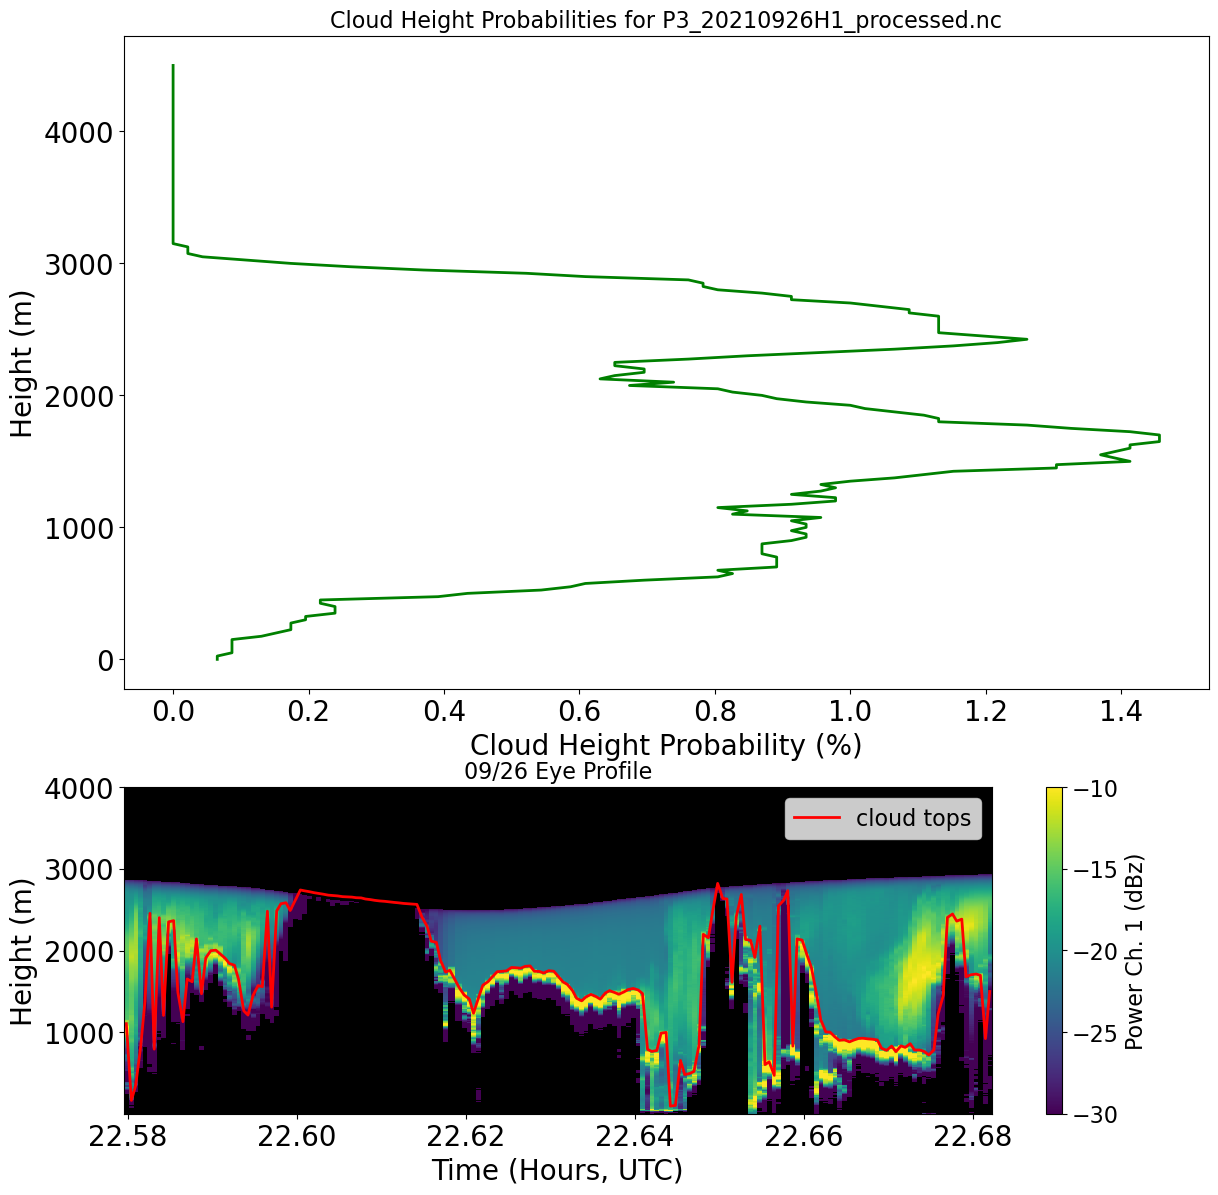 Cloud Height Probabilities for P3_20210926H1_processed.nc
4000
3000
2000
1000
0
Height (m)
0.0 0.2 0.4 0.6 0.8 1.0 1.2 1.4
Cloud Height Probability (%)
09/26 Eye Profile
4000
3000
2000
1000
Height (m)
cloud tops
22.58 22.60 22.62 22.64 22.66 22.68
Time (Hours, UTC)
−10
−15
−20
−25
−30
Power Ch. 1 (dBz)